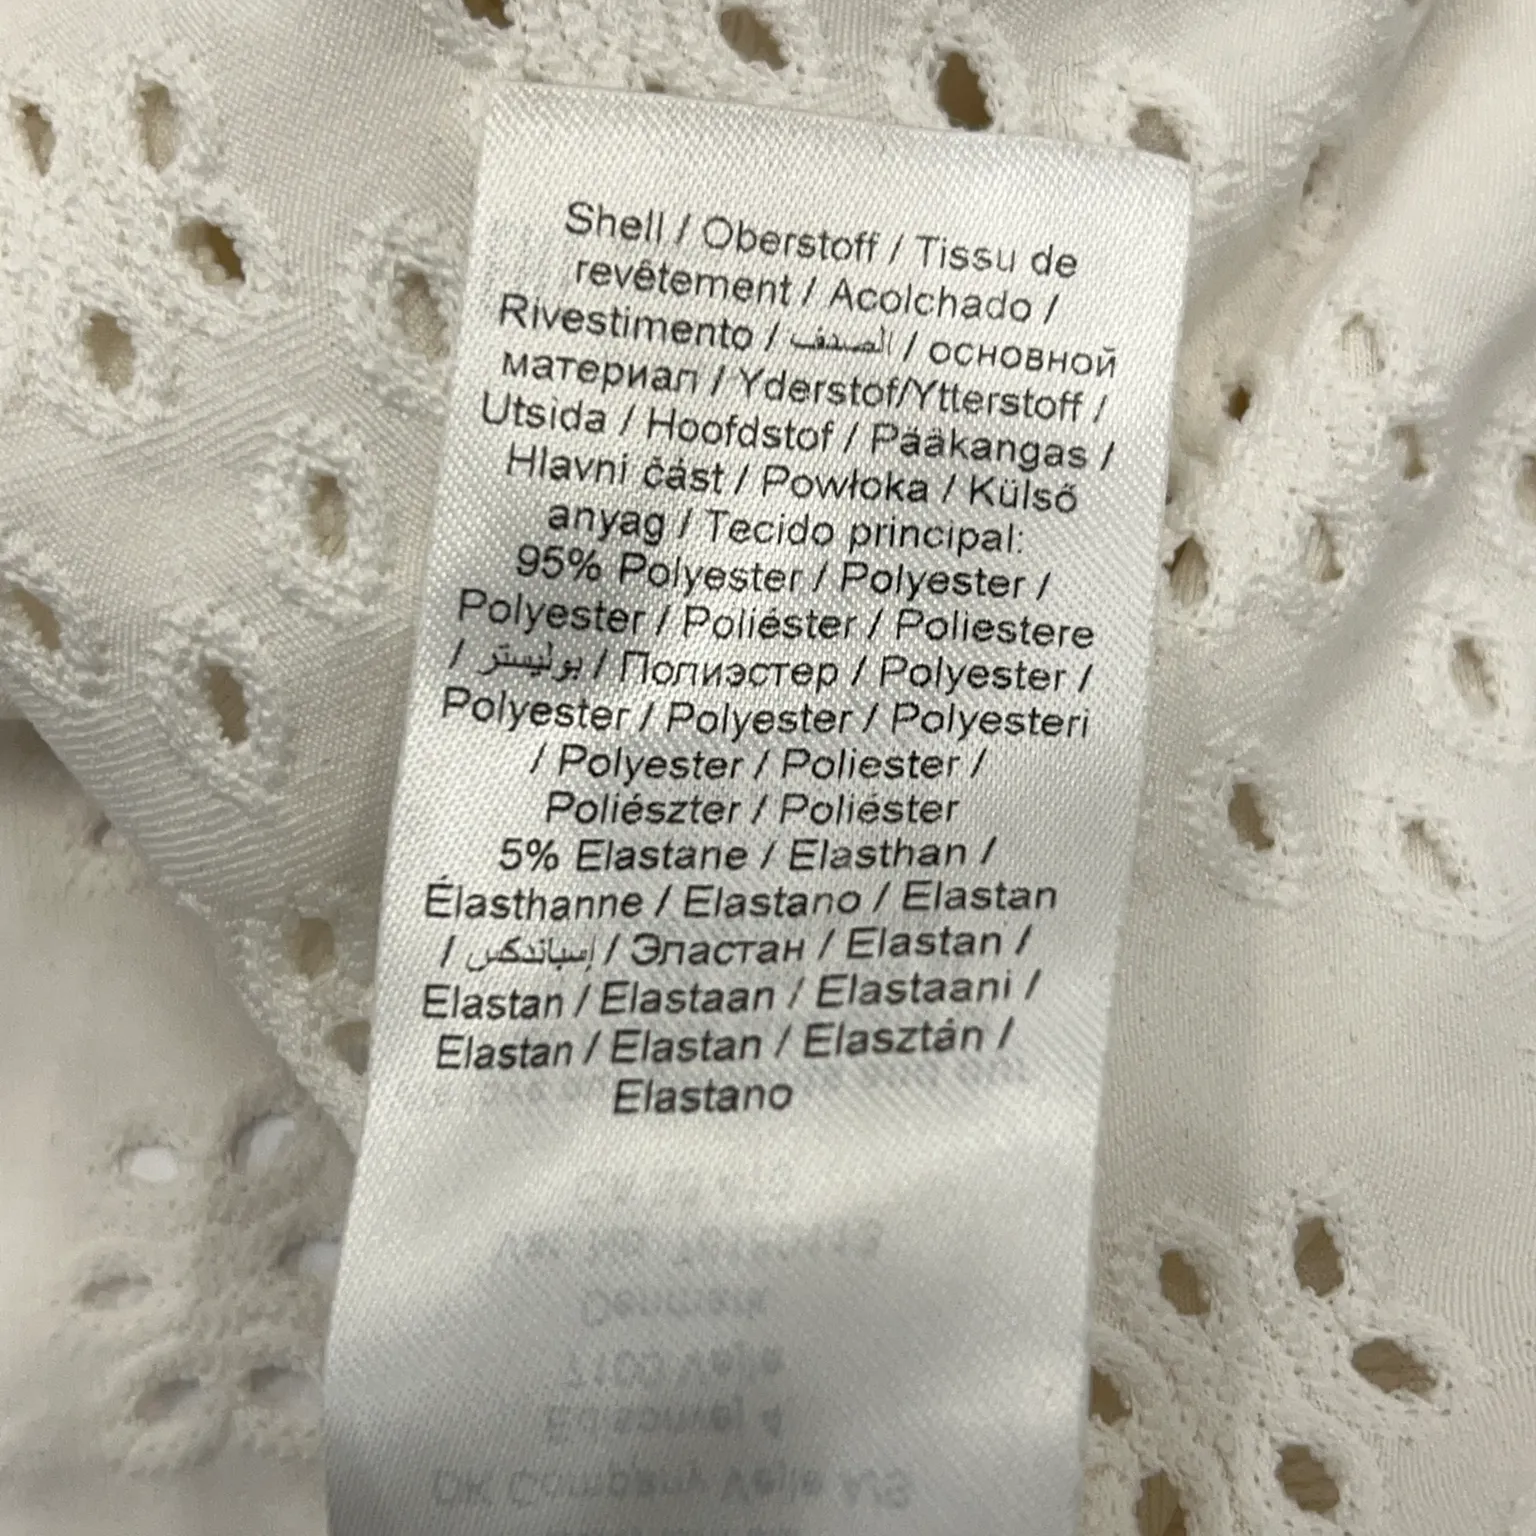 Shell / Oberstoff / Tissu de
revêtement / Acolchado /
Rivestimento / الصدف / основной
материал / Yderstof/Ytterstoff /
Utsida / Hoofdstof / Pääkangas /
Hlavní část / Powłoka / Külső
anyag / Tecido principal:
95% Polyester / Polyester /
Polyester / Poliéster / Poliestere
/ بوليستر / Полиэстер / Polyester /
Polyester / Polyester / Polyesteri
/ Polyester / Poliester /
Poliészter / Poliéster
5% Elastane / Elasthan /
Élasthanne / Elastano / Elastan
/ إسباندكس / Эластан / Elastan /
Elastan / Elastaan / Elastaani /
Elastan / Elastan / Elasztán /
Elastano